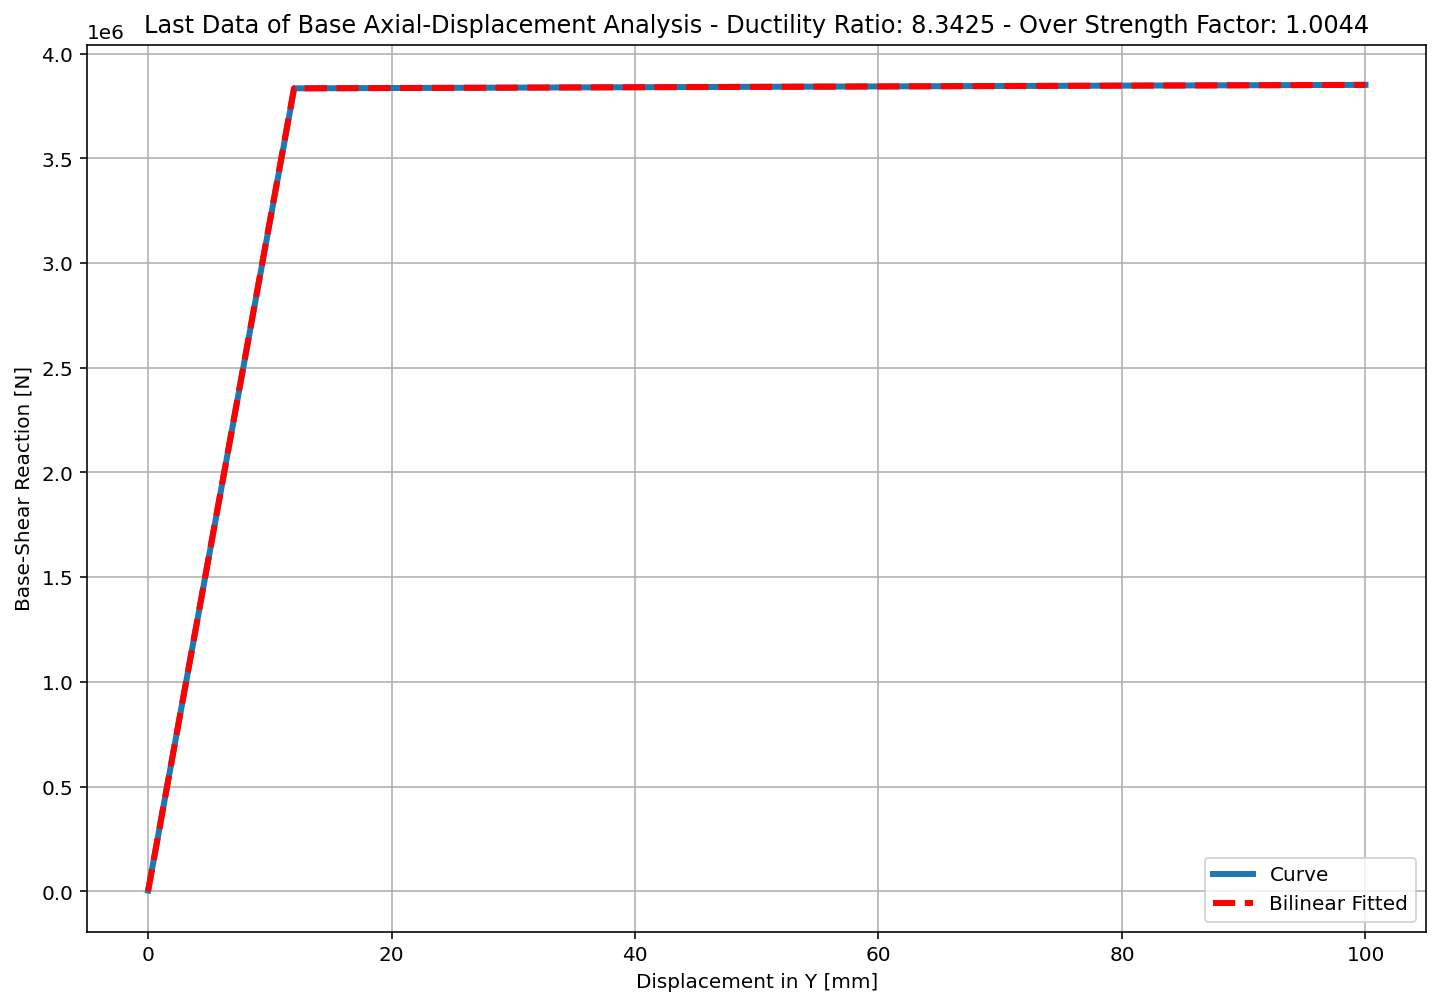 Last Data of Base Axial-Displacement Analysis - Ductility Ratio: 8.3425 - Over Strength Factor: 1.0044
1e6
4.0
3.5
3.0
2.5
2.0
1.5
1.0
0.5
0.0
Base-Shear Reaction [N]
Curve
Bilinear Fitted
0 20 40 60 80 100
Displacement in Y [mm]